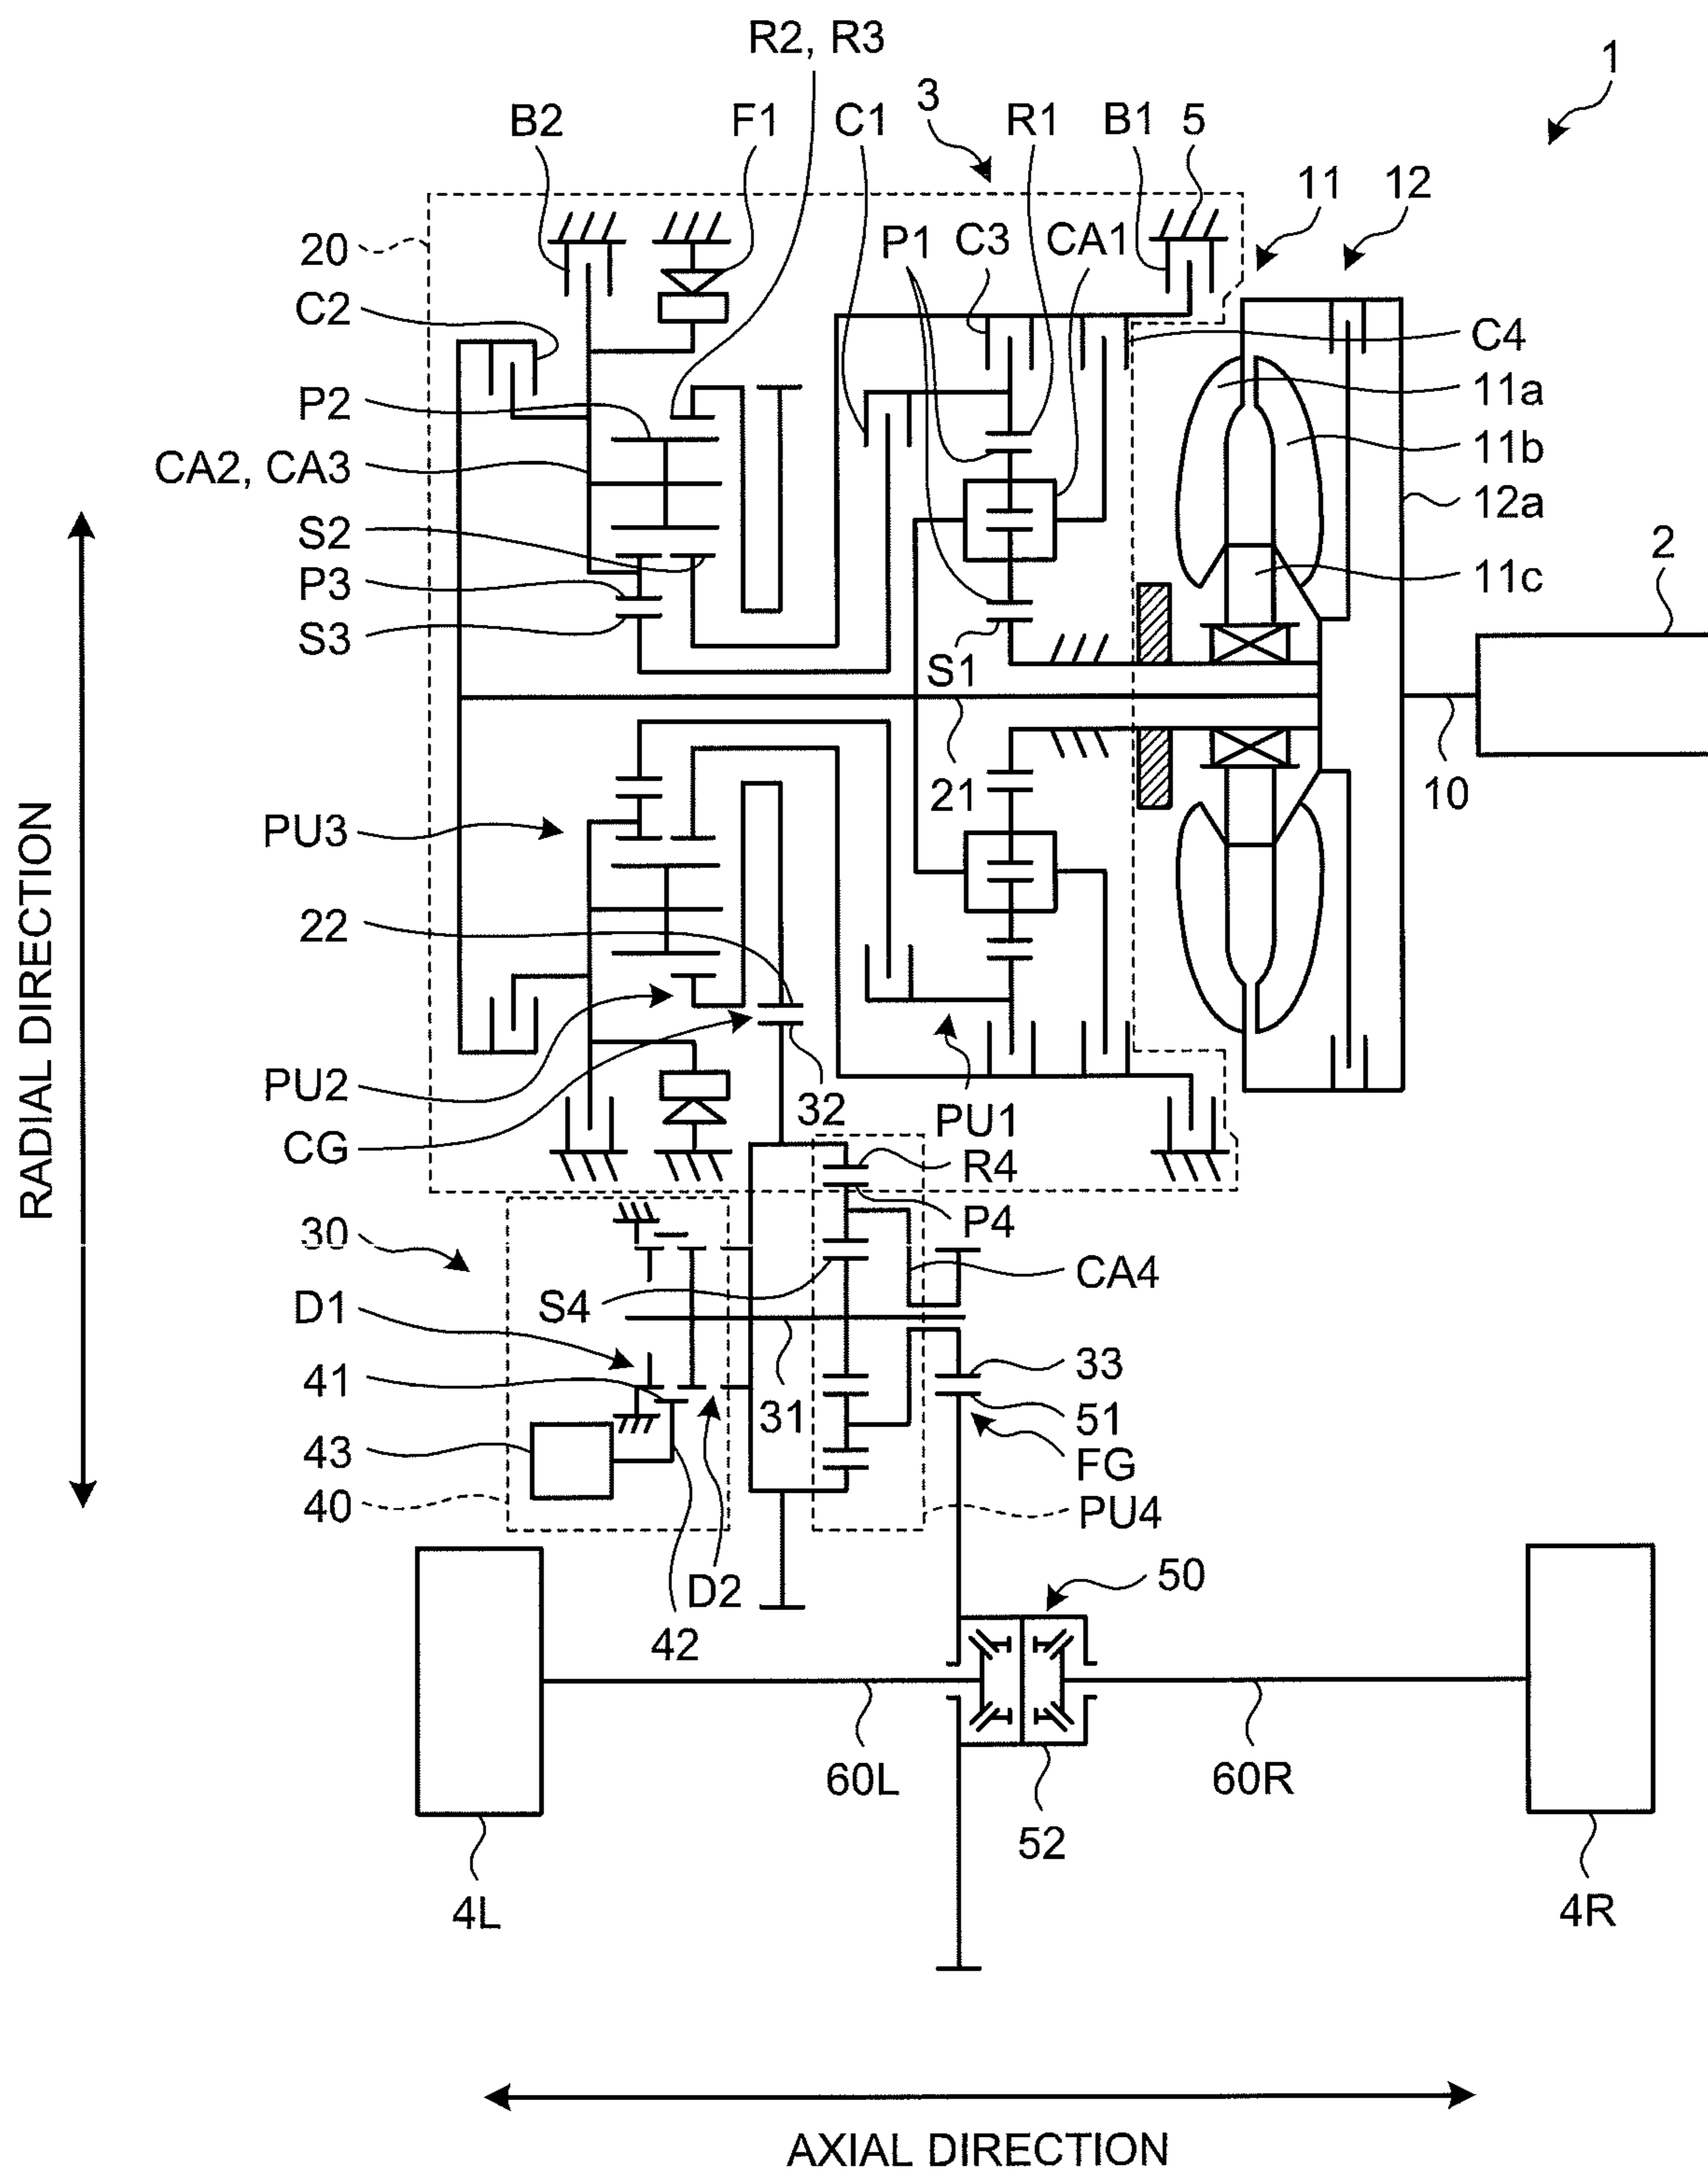 R2, R3
1
3
B2
F1
C1
R1
B1
5
11
12
20
P1
C3
CA1
C2
C4
P2
11a
11b
CA2, CA3
12a
S2
2
P3
11c
S3
S1
21
10
PU3
22
PU2
32
PU1
CG
R4
P4
30
CA4
S4
D1
33
41
31
51
43
FG
40
PU4
D2
50
42
60L
60R
52
4L
4R
RADIAL DIRECTION
AXIAL DIRECTION